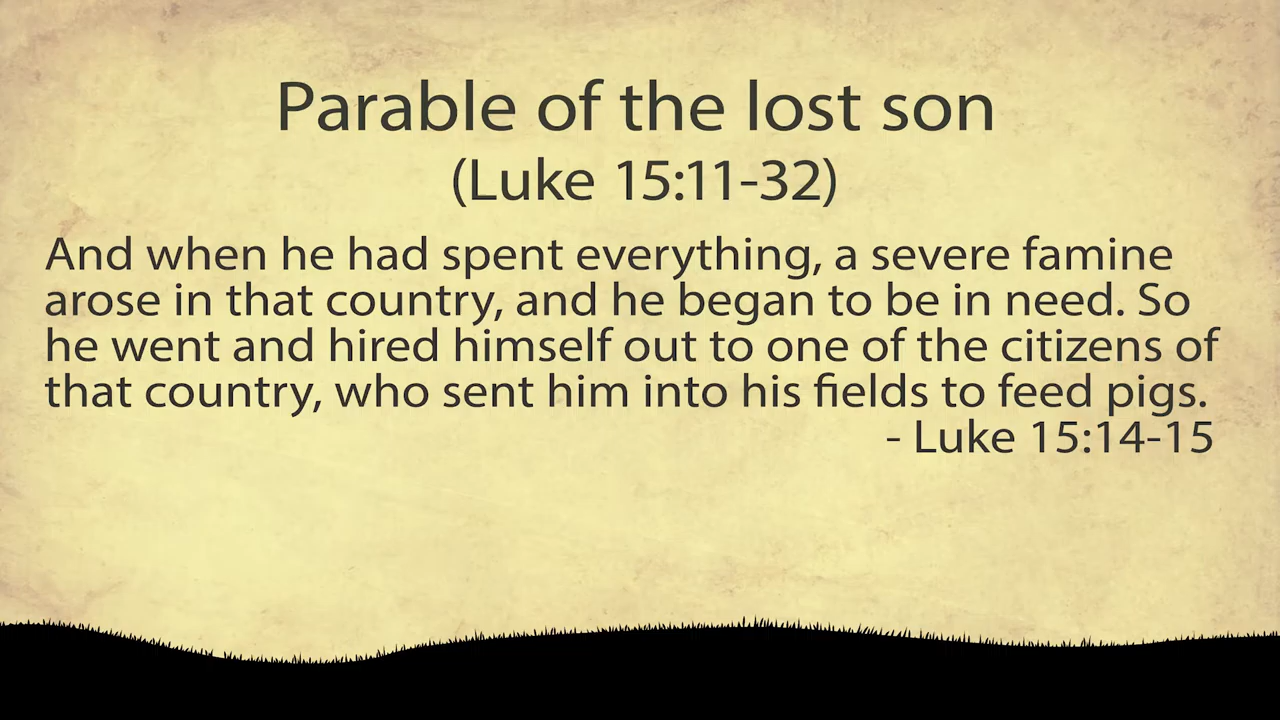 Parable of the lost son
(Luke 15:11-32)
And when he had spent everything, a severe famine
arose in that country, and he began to be in need. So
he went and hired himself out to one of the citizens of
that country, who sent him into his fields to feed pigs.
- Luke 15:14-15